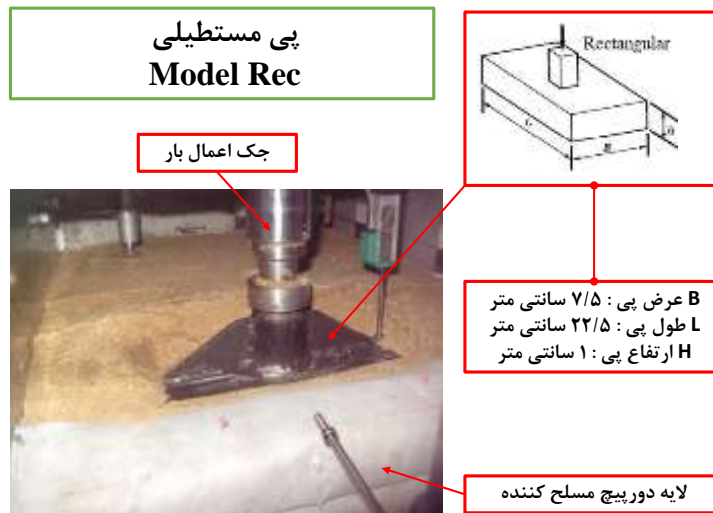 پی مستطیلی
Model Rec
Rectangular
L
B
جک اعمال بار
B عرض پی : ۷/۵ سانتی متر
L طول پی : ۲۲/۵ سانتی متر
H ارتفاع پی : ۱ سانتی متر
لایه دورپیچ مسلح کننده